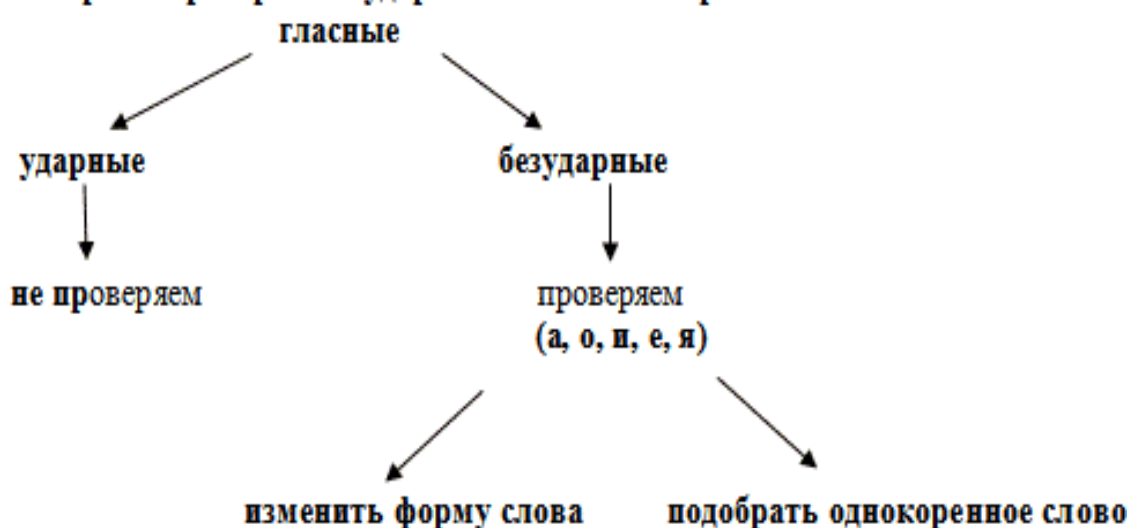 гласные
ударные безударные
не проверяем проверяем
(а, о, и, е, я)
изменить форму слова подобрать однокоренное слово